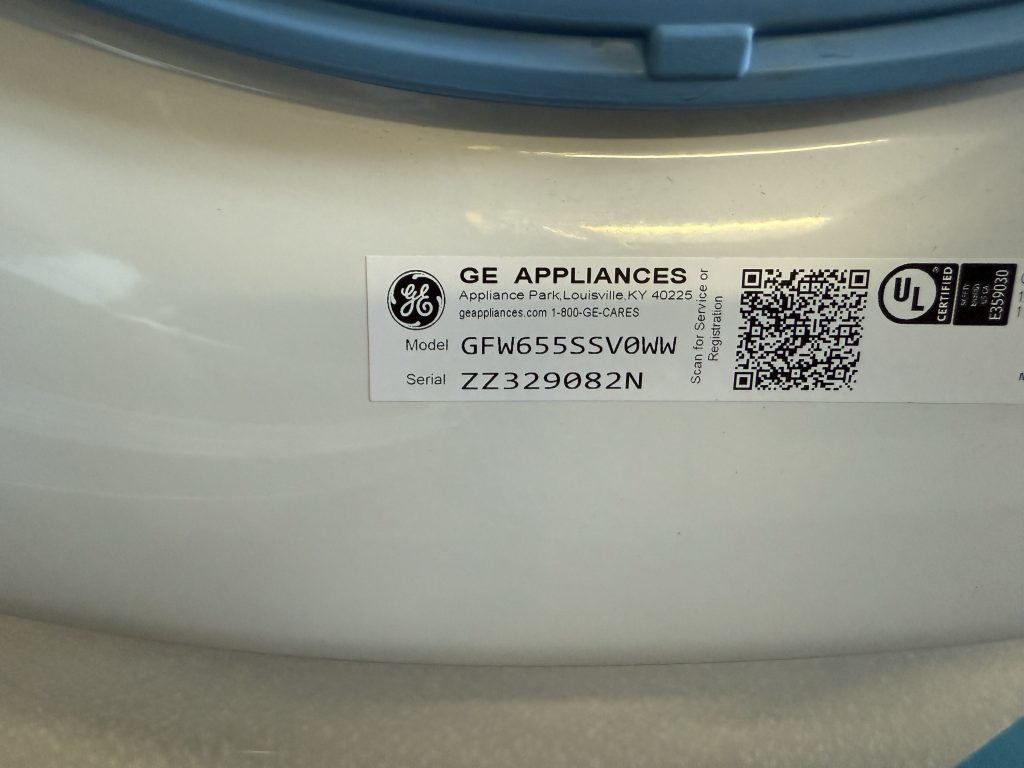 GE APPLIANCES
Appliance Park,Louisville,KY 40225
geappliances.com 1-800-GE-CARES
Model GFW655SSV0WW
Serial ZZ329082N
Scan for Service or
Registration
GE
UL
CERTIFIED
E359030